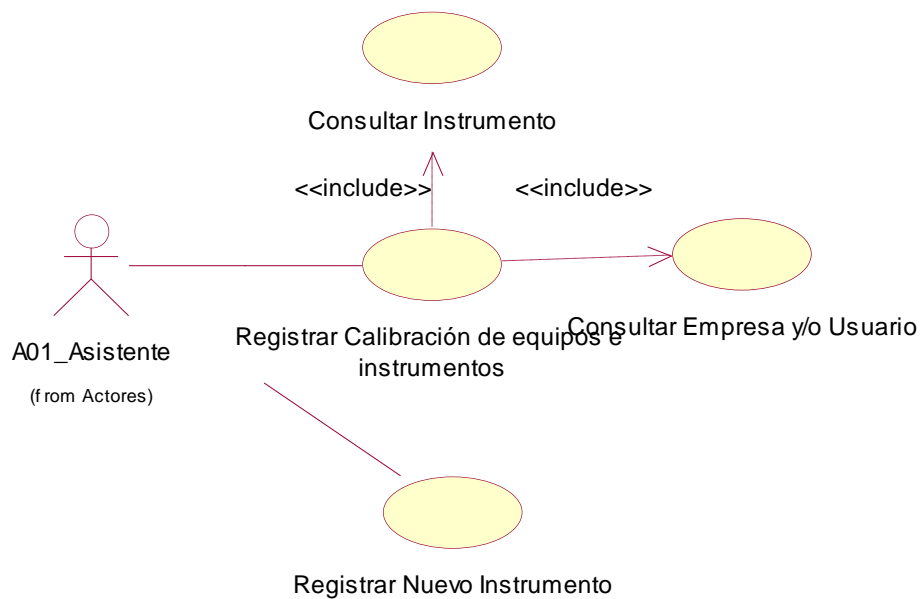 Consultar Instrumento
<<include>>
<<include>>
Registrar Calibración de equipos e
instrumentos
Consultar Empresa y/o Usuario
A01_Asistente
(from Actores)
Registrar Nuevo Instrumento